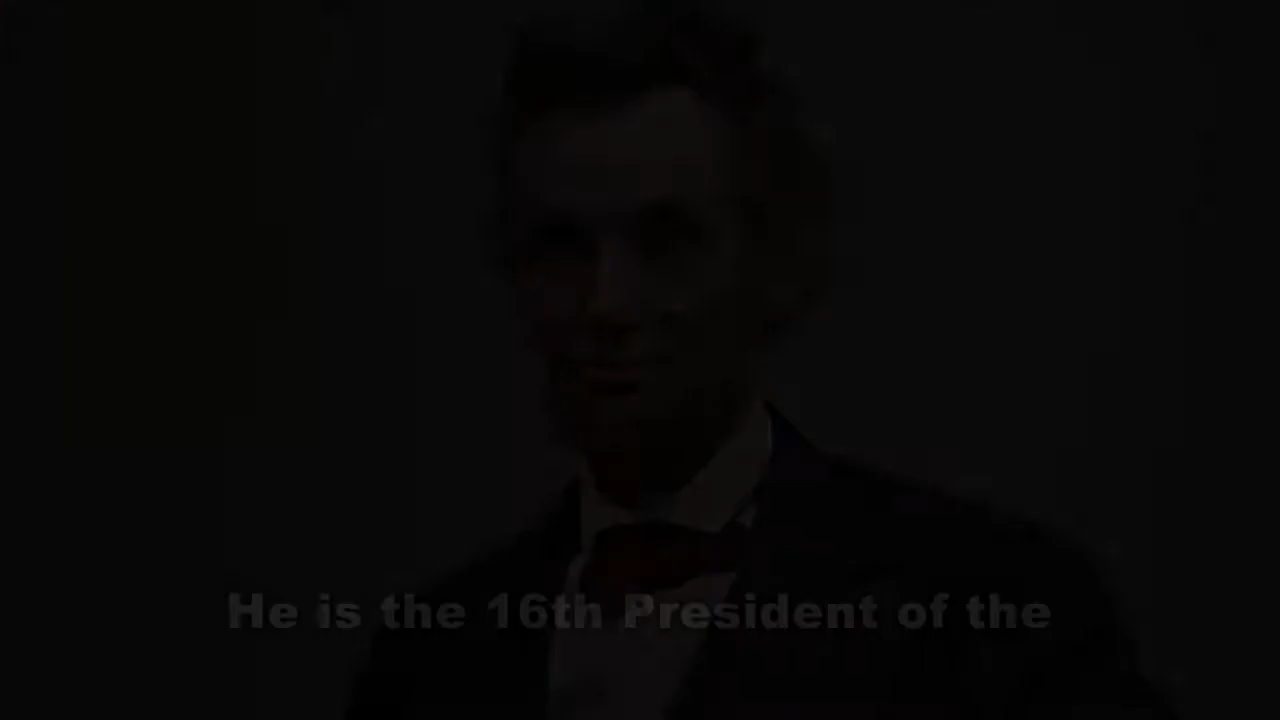 He is the 16th President of the